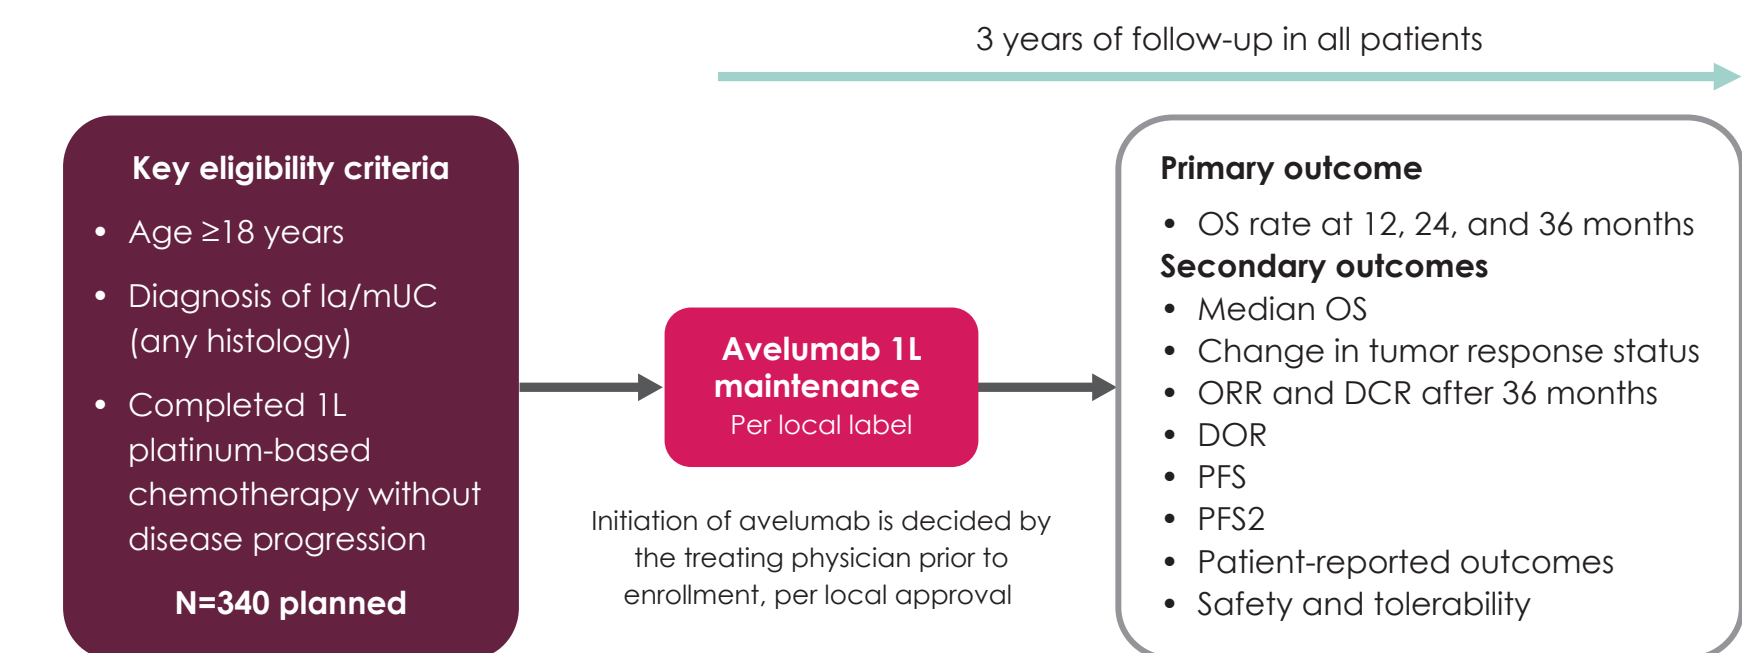 3 years of follow-up in all patients
Key eligibility criteria
• Age ≥18 years
• Diagnosis of la/mUC
(any histology)
• Completed 1L
platinum-based
chemotherapy without
disease progression
N=340 planned
Avelumab 1L
maintenance
Per local label
Initiation of avelumab is decided by
the treating physician prior to
enrollment, per local approval
Primary outcome
• OS rate at 12, 24, and 36 months
Secondary outcomes
• Median OS
• Change in tumor response status
• ORR and DCR after 36 months
• DOR
• PFS
• PFS2
• Patient-reported outcomes
• Safety and tolerability